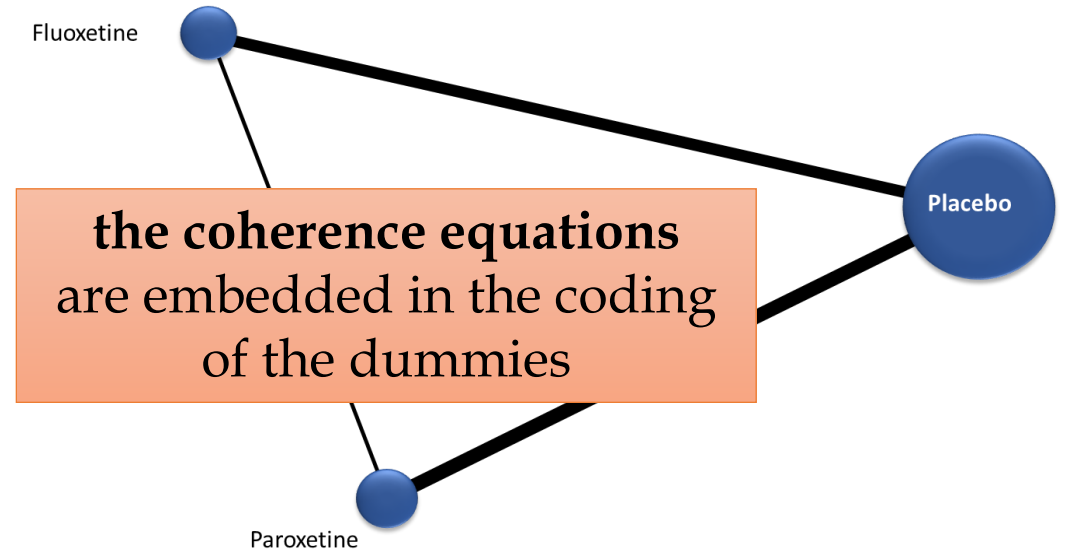 Fluoxetine
Placebo
the coherence equations
are embedded in the coding
of the dummies
Paroxetine